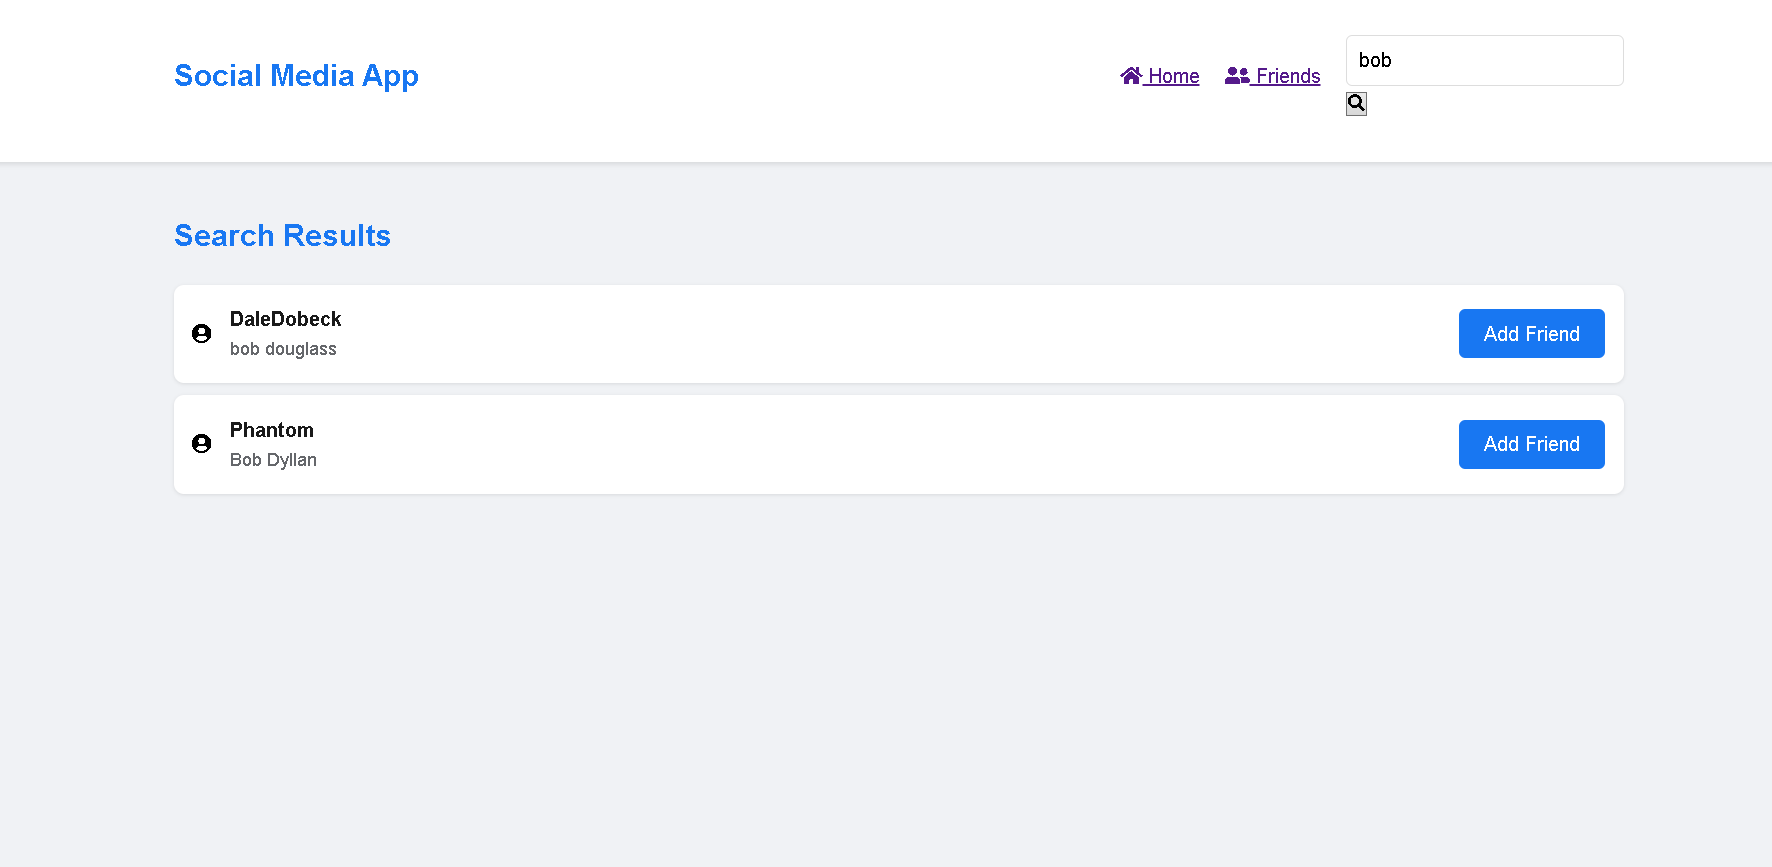 Social Media App
Home
Friends
bob
Search Results
DaleDobeck
bob douglass
Add Friend
Phantom
Bob Dyllan
Add Friend